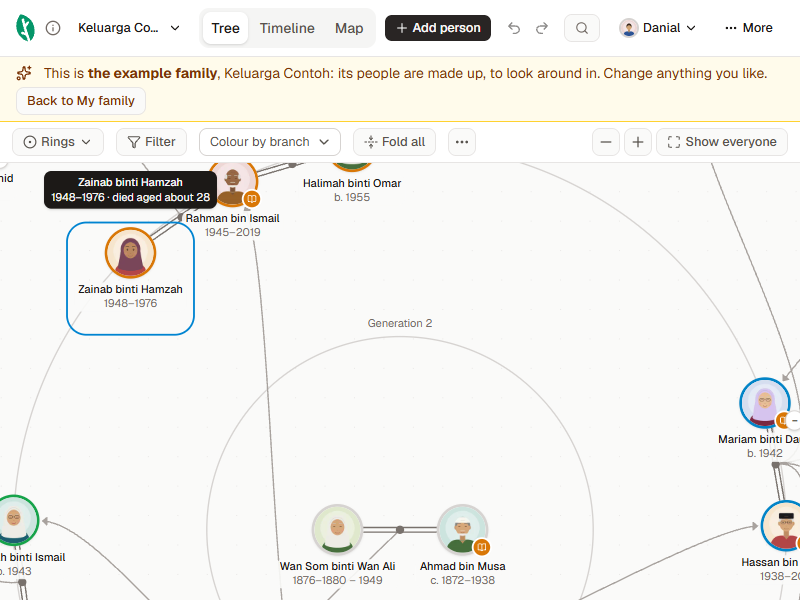 Keluarga Co...
Tree
Timeline
Map
Add person
Danial
More
This is the example family, Keluarga Contoh: its people are made up, to look around in. Change anything you like.
Back to My family
Rings
Filter
Colour by branch
Fold all
Show everyone
Zainab binti Hamzah
1948–1976 · died aged about 28
Halimah binti Omar
b. 1955
Rahman bin Ismail
1945–2019
Zainab binti Hamzah
1948–1976
Generation 2
Mariam binti Da
b. 1942
h binti Ismail
b. 1943
Wan Som binti Wan Ali
1876–1880 – 1949
Ahmad bin Musa
c. 1872–1938
Hassan bin
1938–20